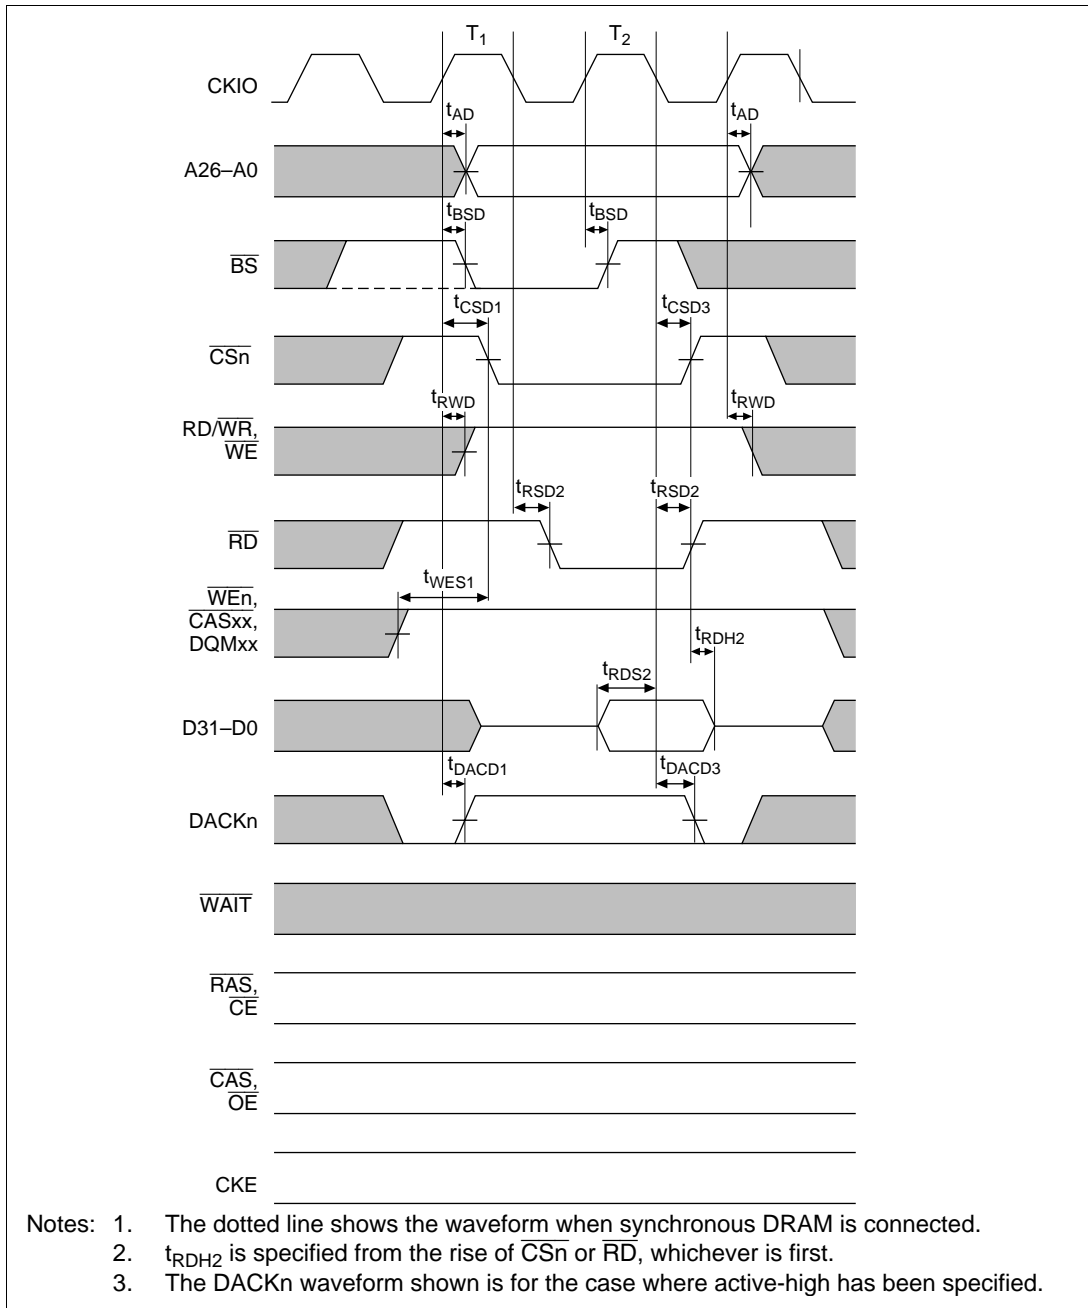 T1 T2
CKIO
tAD tAD
A26–A0
tBSD tBSD
BS
tCSD1 tCSD3
CSn
tRWD tRWD
RD/WR,
WE
tRSD2 tRSD2
RD
tWES1
WEn,
CASxx,
DQMxx
tRDH2
tRDS2
D31–D0
tDACD1 tDACD3
DACKn
WAIT
RAS,
CE
CAS,
OE
CKE
Notes: 1. The dotted line shows the waveform when synchronous DRAM is connected.
2. tRDH2 is specified from the rise of CSn or RD, whichever is first.
3. The DACKn waveform shown is for the case where active-high has been specified.